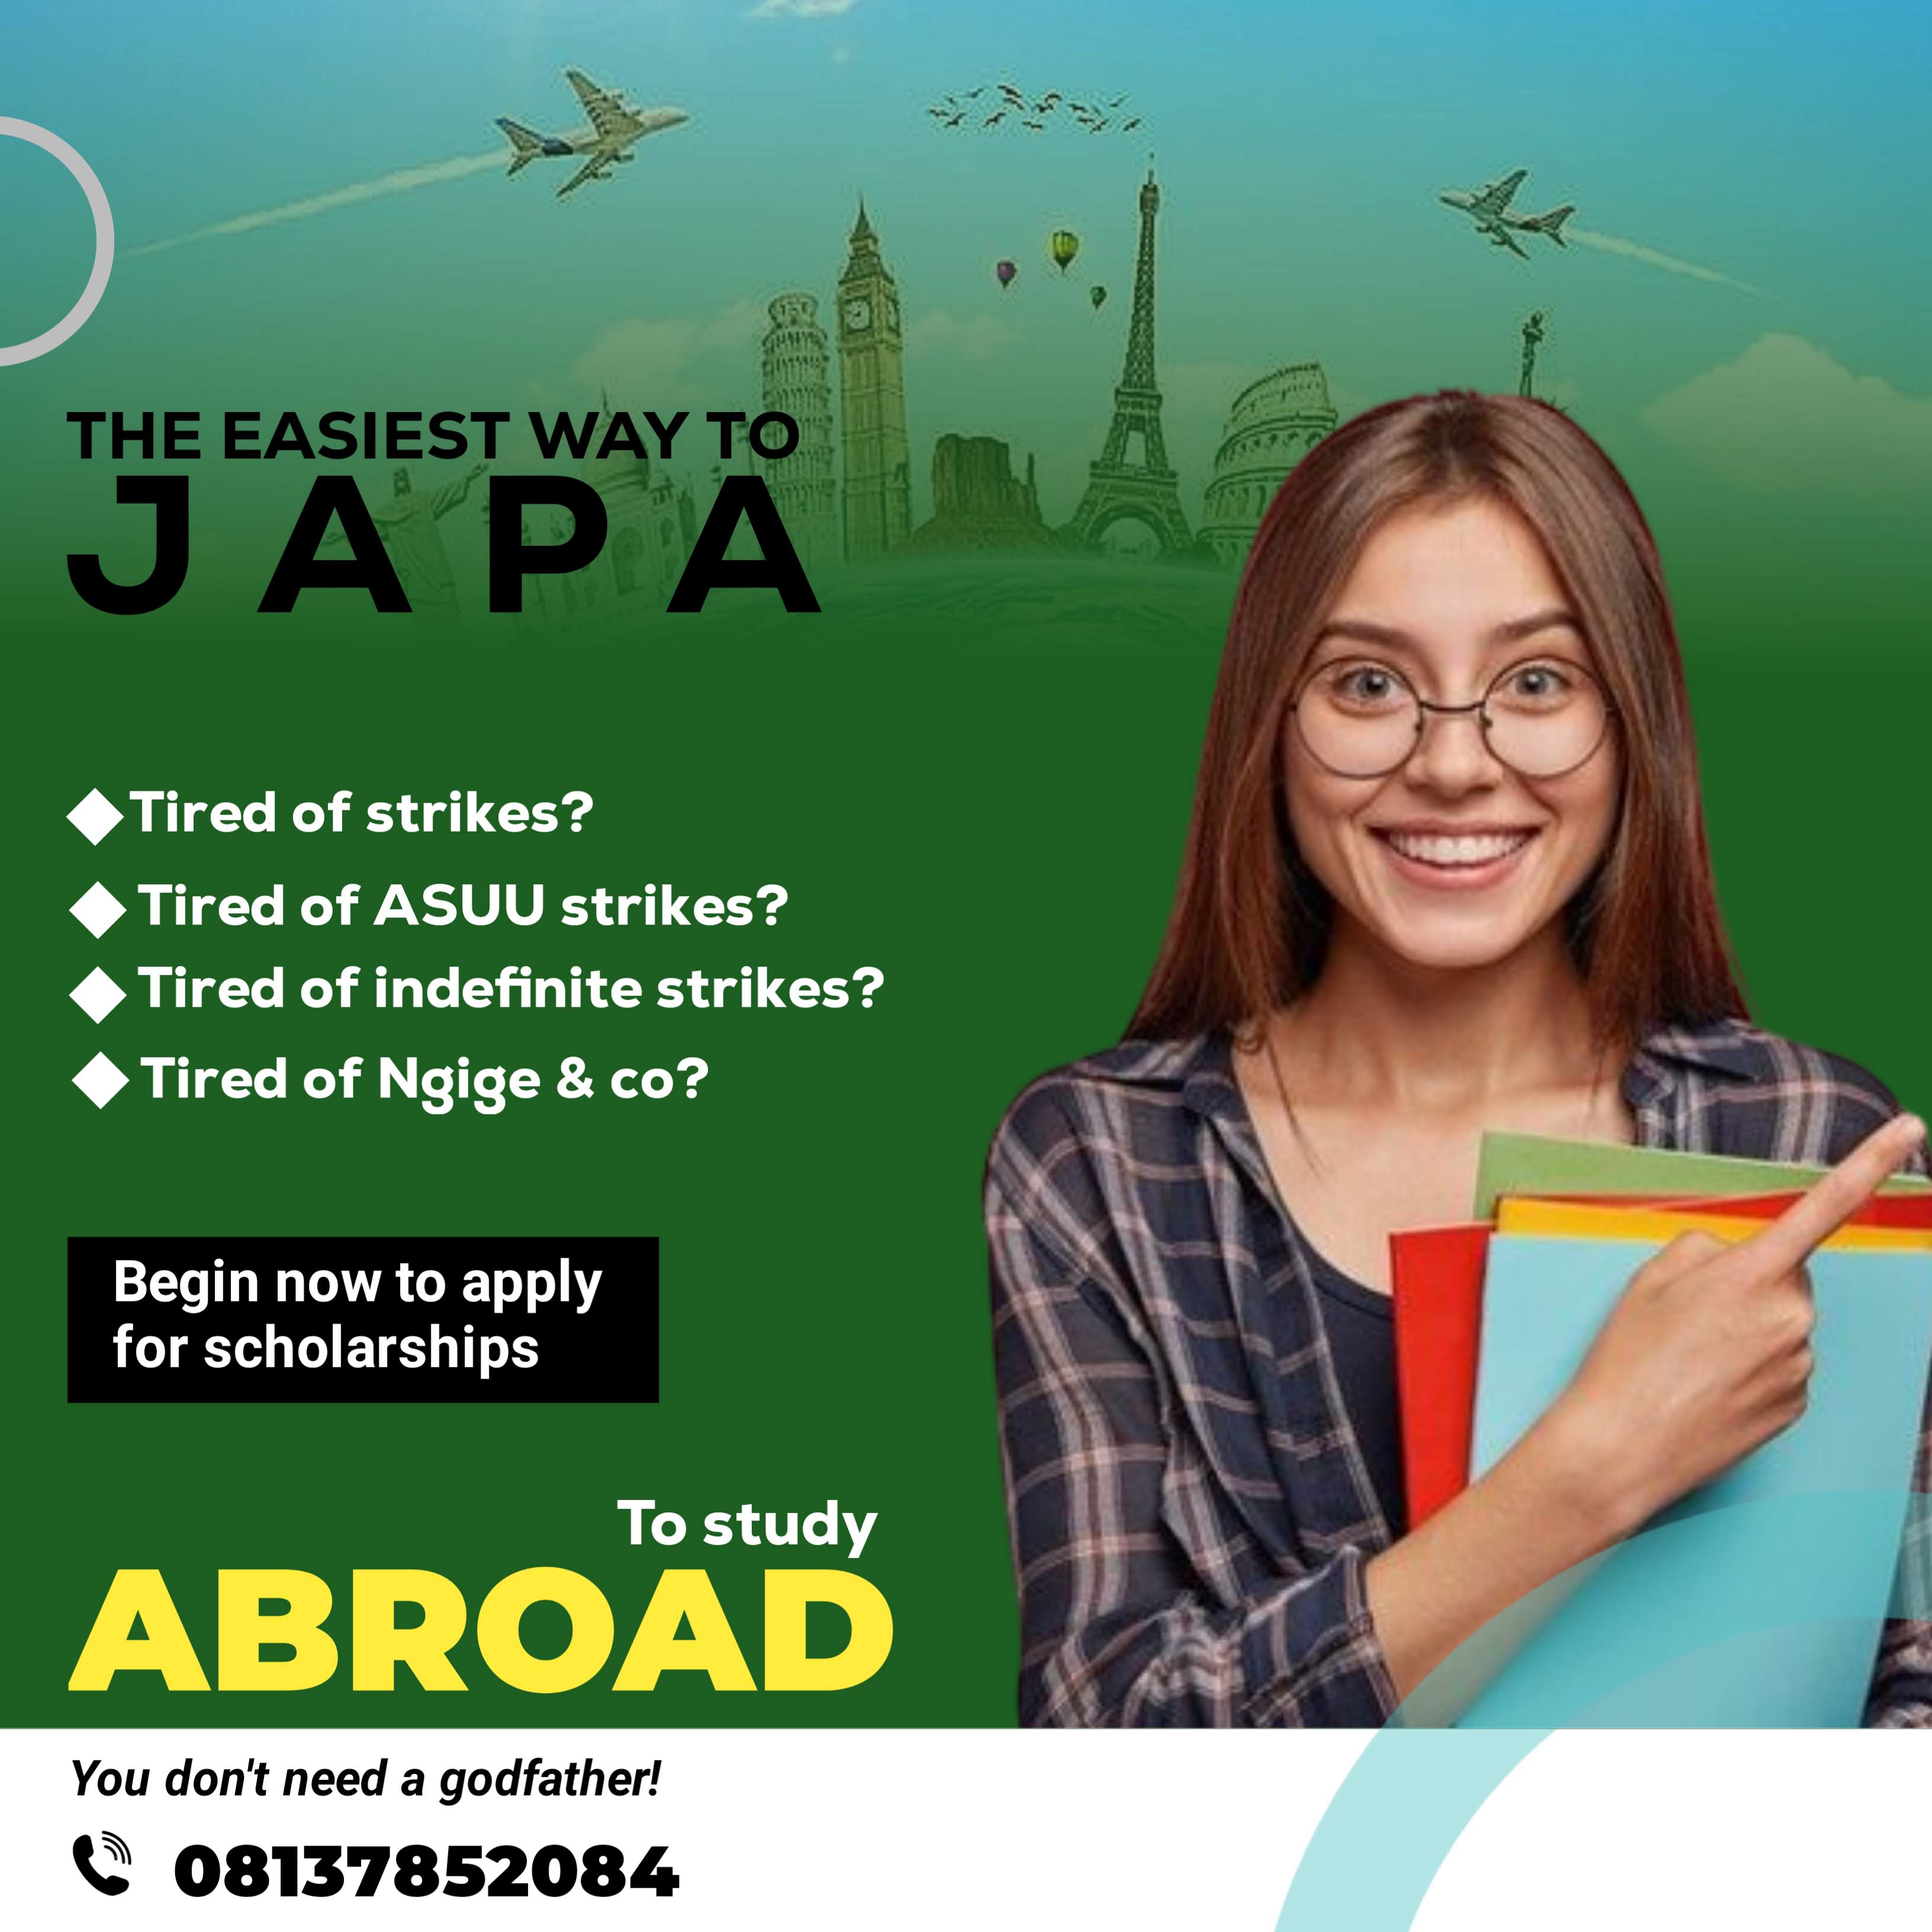 THE EASIEST WAY TO
JAPA
Tired of strikes?
Tired of ASUU strikes?
Tired of indefinite strikes?
Tired of Ngige & co?
Begin now to apply
for scholarships
To study
ABROAD
You don't need a godfather!
08137852084